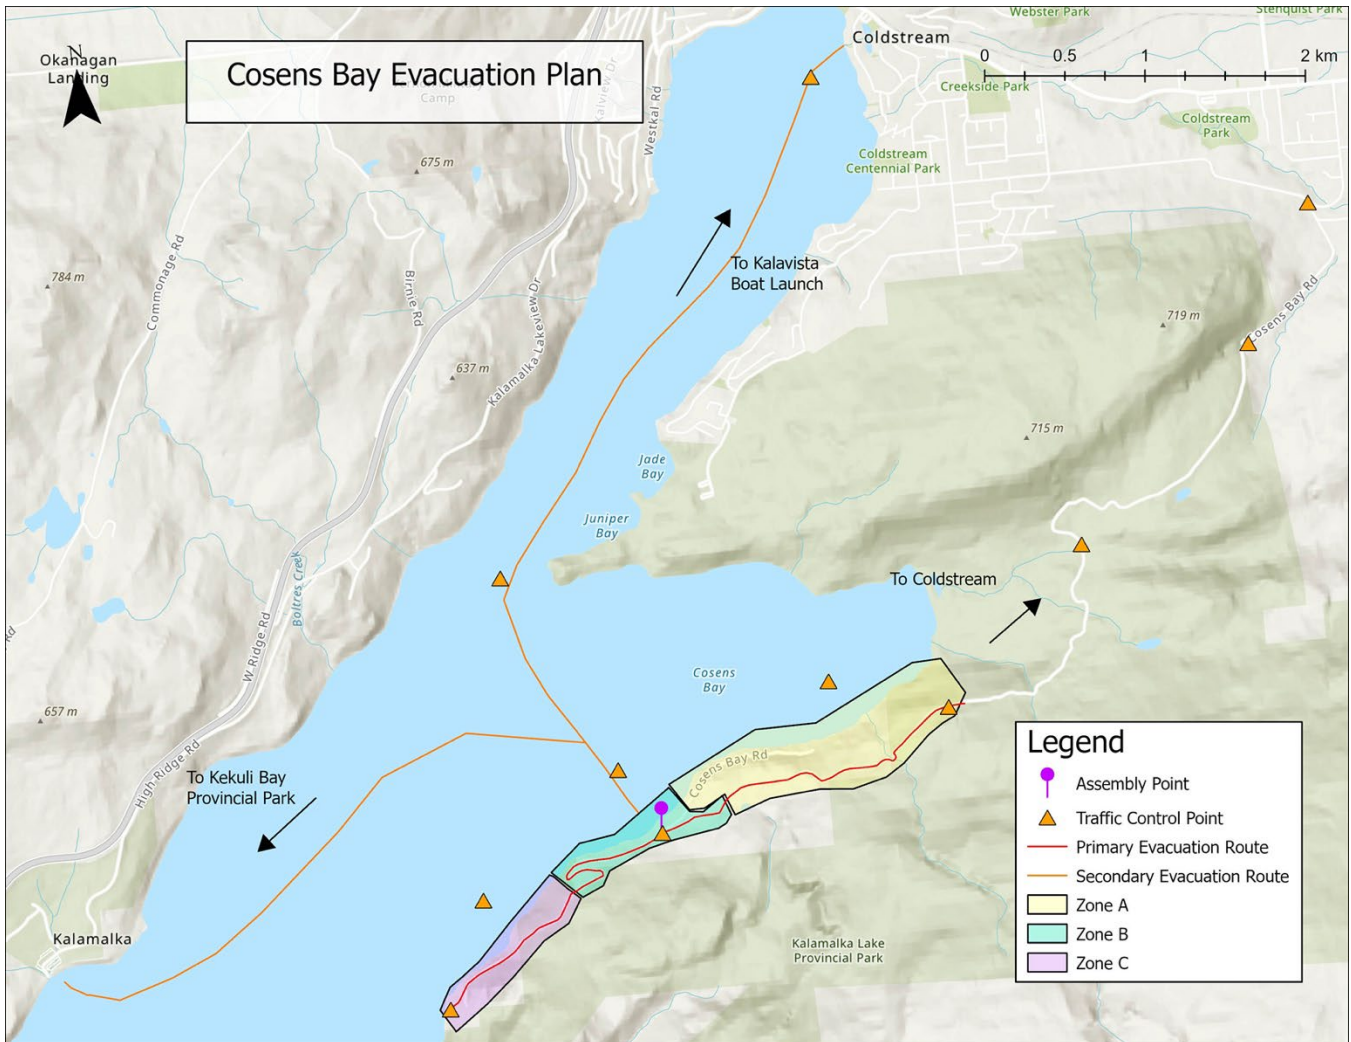 Webster Park
Stenquist Park
Coldstream
N
Okanagan
Landing
Cosens Bay Evacuation Plan
Camp
Kalview Dr
Westkal Rd
0 0.5 1 2 km
Creekside Park
Coldstream
Park
675 m
Coldstream
Centennial Park
784 m
Commonage Rd
Birnie Rd
To Kalavista
Boat Launch
Cosens Bay Rd
719 m
Kalamalka Lakeview Dr
637 m
715 m
Jade
Bay
Juniper
Bay
Baltres Creek
To Coldstream
W Ridge Rd
Rd
Cosens
Bay
657 m
High Ridge Rd
Cosens Bay Rd
To Kekuli Bay
Provincial Park
Legend
Assembly Point
Traffic Control Point
Primary Evacuation Route
Secondary Evacuation Route
Zone A
Zone B
Zone C
Kalamalka
Kalamalka Lake
Provincial Park